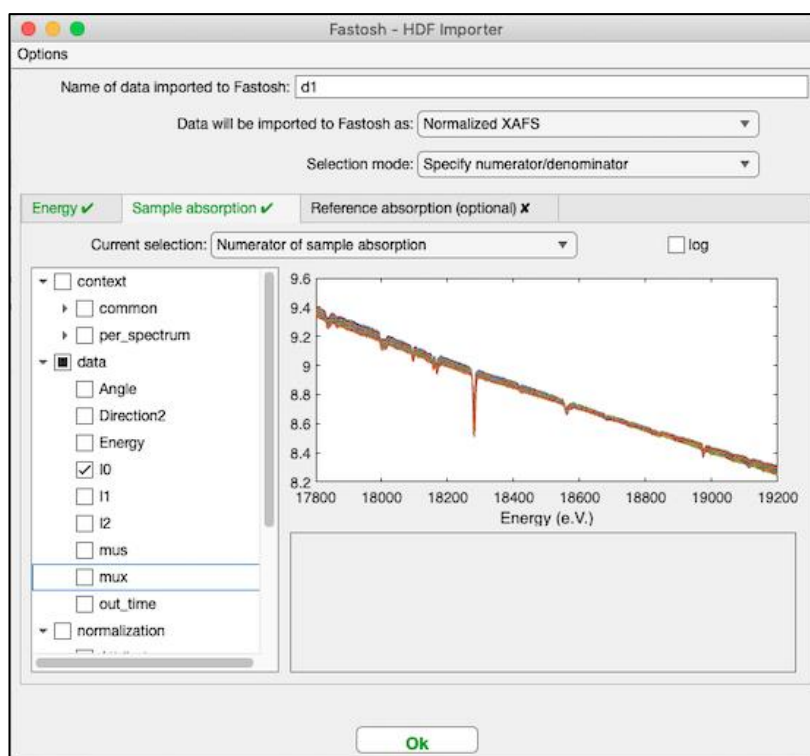 Fastosh - HDF Importer
Options
Name of data imported to Fastosh: d1
Data will be imported to Fastosh as: Normalized XAFS
Selection mode: Specify numerator/denominator
Energy ✔ Sample absorption ✔ Reference absorption (optional) ✘
Current selection: Numerator of sample absorption log
context
common
per_spectrum
data
Angle
Direction2
Energy
I0
I1
I2
mus
mux
out_time
normalization
9.6
9.4
9.2
9
8.8
8.6
8.4
8.2
17800 18000 18200 18400 18600 18800 19000 19200
Energy (e.V.)
Ok